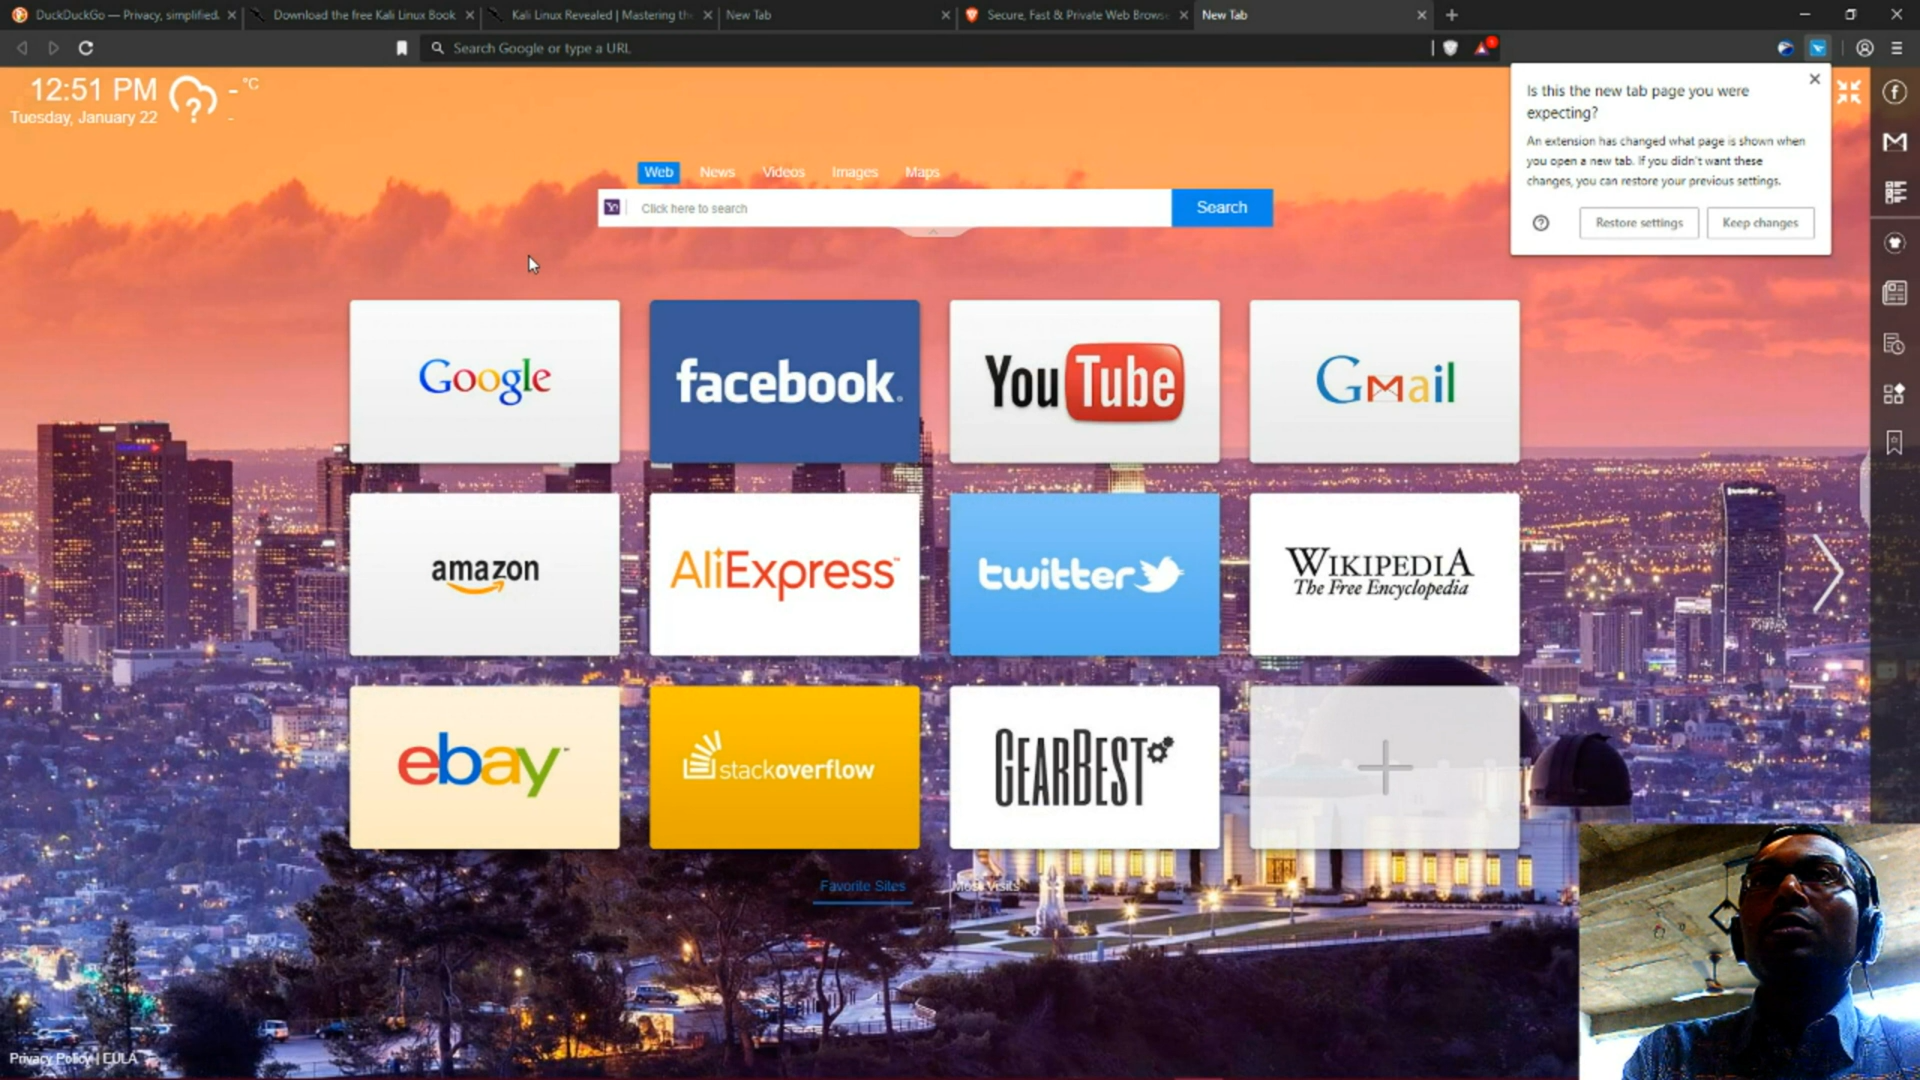 DuckDuckGo — Privacy, simplified.
Download the free Kali Linux Book
Kali Linux Revealed | Mastering th
New Tab
Secure, Fast & Private Web Brows
New Tab
Search Google or type a URL
12:51 PM
- °C
Tuesday, January 22
-
Is this the new tab page you were
expecting?
An extension has changed what page is shown when
you open a new tab. If you didn't want these
changes, you can restore your previous settings.
Restore settings
Keep changes
Web
News
Videos
Images
Maps
Click here to search
Search
Google
facebook.
YouTube
Gmail
amazon
AliExpress™
twitter
WIKIPEDIA
The Free Encyclopedia
ebay™
stackoverflow
GEARBEST
Favorite Sites
Most Visits
Privacy Policy | EULA